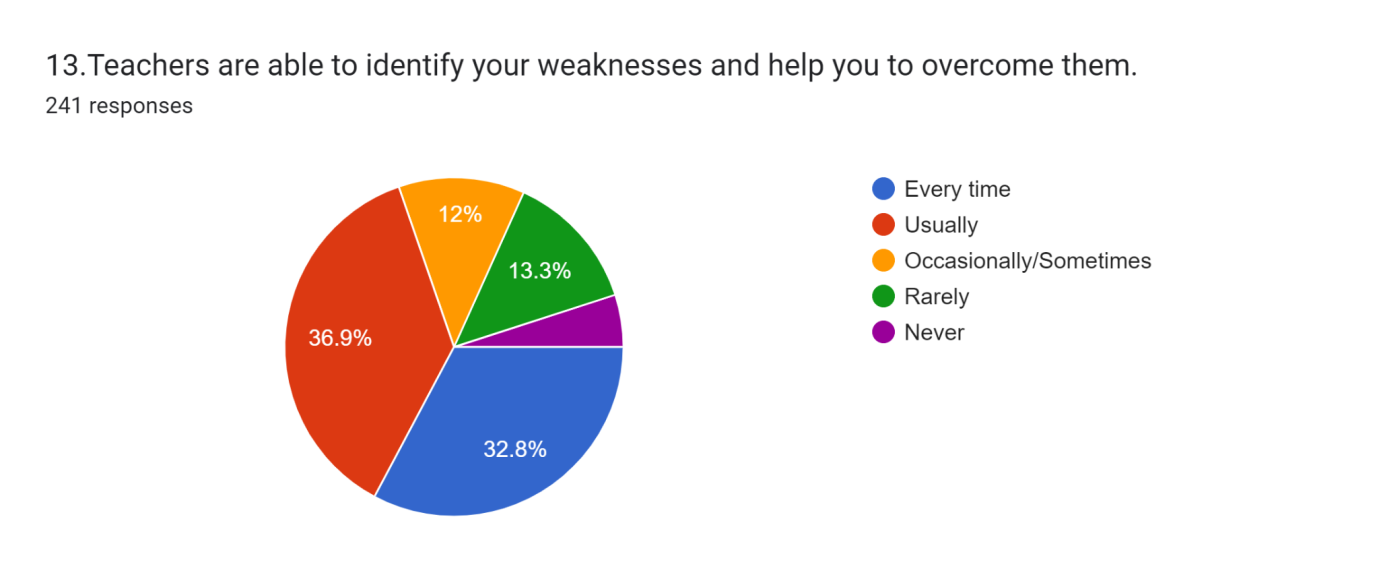 13.Teachers are able to identify your weaknesses and help you to overcome them.
241 responses
12%
13.3%
36.9%
32.8%
Every time
Usually
Occasionally/Sometimes
Rarely
Never